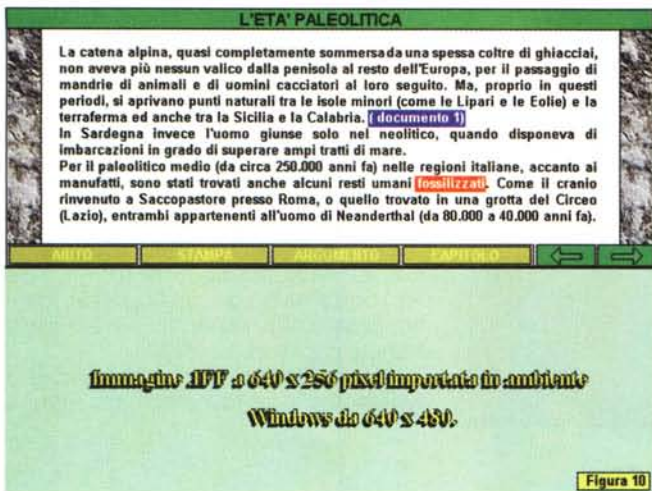 L'ETA' PALEOLITICA
La catena alpina, quasi completamente sommersa da una spessa coltre di ghiacciai,
non aveva più nessun valico dalla penisola al resto dell'Europa, per il passaggio di
mandrie di animali e di uomini cacciatori al loro seguito. Ma, proprio in questi
periodi, si aprivano punti naturali tra le isole minori (come le Lipari e le Eolie) e la
terraferma ed anche tra la Sicilia e la Calabria. ( documento 1)
In Sardegna invece l'uomo giunse solo nel neolitico, quando disponeva di
imbarcazioni in grado di superare ampi tratti di mare.
Per il paleolitico medio (da circa 250.000 anni fa) nelle regioni italiane, accanto ai
manufatti, sono stati trovati anche alcuni resti umani fossilizzati. Come il cranio
rinvenuto a Saccopastore presso Roma, o quello trovato in una grotta del Circeo
(Lazio), entrambi appartenenti all'uomo di Neanderthal (da 80.000 a 40.000 anni fa).
AIUTO STAMPA ARGOMENTO CAPITOLO
Immagine .IFF a 640 x 256 pixel importata in ambiente
Windows da 640 x 480.
Figura 10